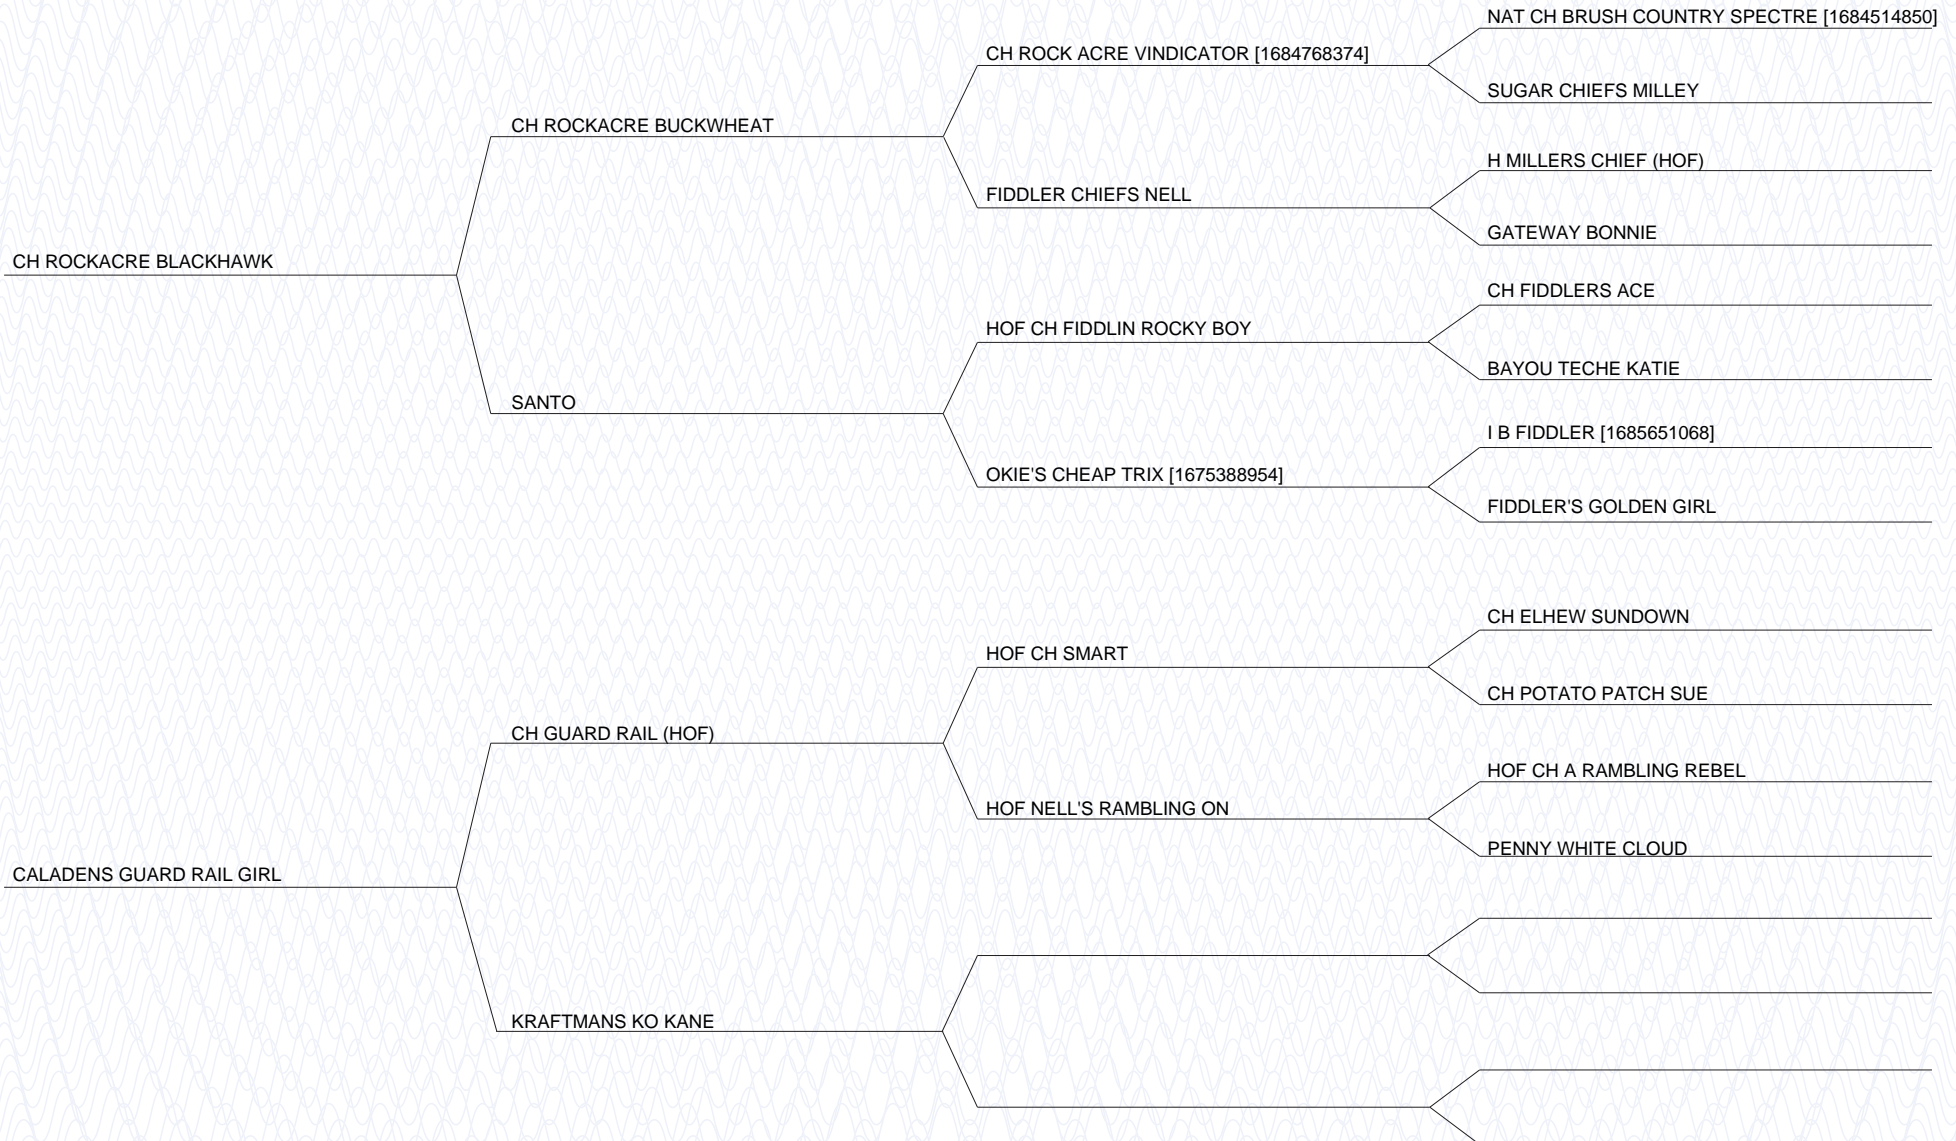 NAT CH BRUSH COUNTRY SPECTRE [1684514850]
CH ROCK ACRE VINDICATOR [1684768374]
SUGAR CHIEFS MILLEY
CH ROCKACRE BUCKWHEAT
H MILLERS CHIEF (HOF)
FIDDLER CHIEFS NELL
GATEWAY BONNIE
CH ROCKACRE BLACKHAWK
CH FIDDLERS ACE
HOF CH FIDDLIN ROCKY BOY
BAYOU TECHE KATIE
SANTO
I B FIDDLER [1685651068]
OKIE'S CHEAP TRIX [1675388954]
FIDDLER'S GOLDEN GIRL
CH ELHEW SUNDOWN
HOF CH SMART
CH POTATO PATCH SUE
CH GUARD RAIL (HOF)
HOF CH A RAMBLING REBEL
HOF NELL'S RAMBLING ON
PENNY WHITE CLOUD
CALADENS GUARD RAIL GIRL
KRAFTMANS KO KANE